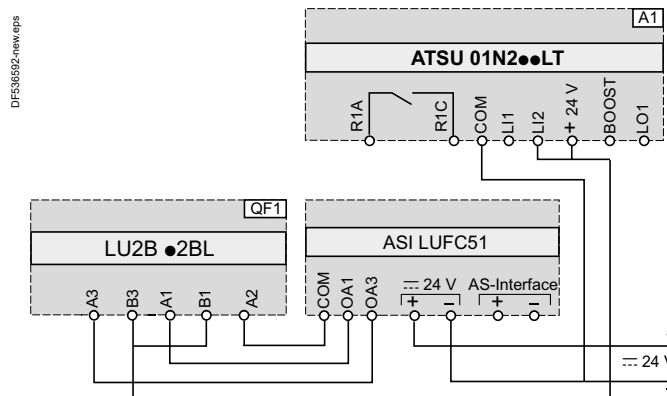 DF536592-new.eps
A1
ATSU 01N2●●LT
R1A
R1C
COM
LI1
LI2
+ 24 V
BOOST
LO1
QF1
LU2B ●2BL
A3
B3
A1
B1
A2
ASI LUFC51
COM
OA1
OA3
24 V
AS-Interface
+
–
+
–
24 V